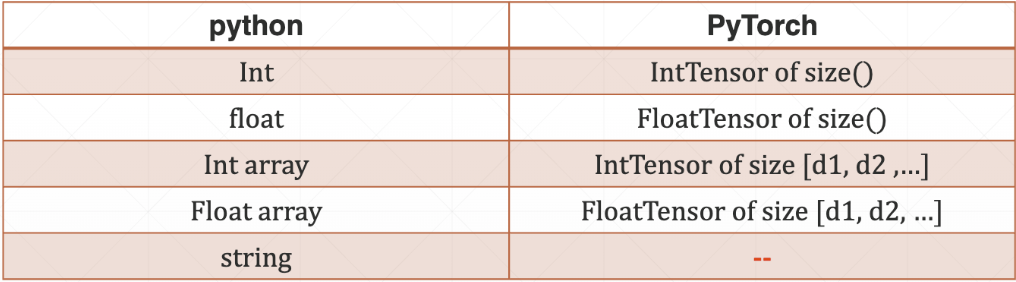 python PyTorch
Int IntTensor of size()
float FloatTensor of size()
Int array IntTensor of size [d1, d2 ,...]
Float array FloatTensor of size [d1, d2, ...]
string --